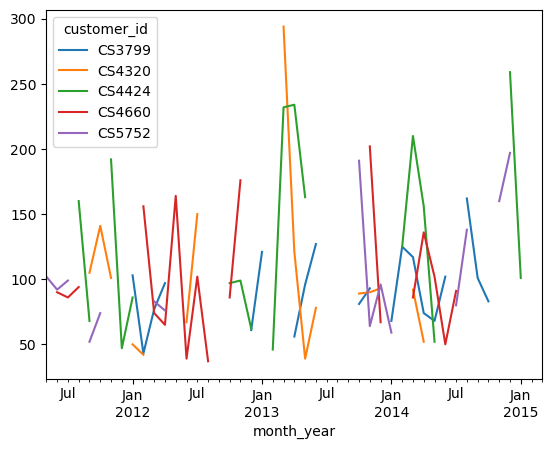 customer_id
CS3799
CS4320
CS4424
CS4660
CS5752
300
250
200
150
100
50
Jul Jan Jul Jan Jul Jan Jul Jan
2012 2013 2014 2015
month_year